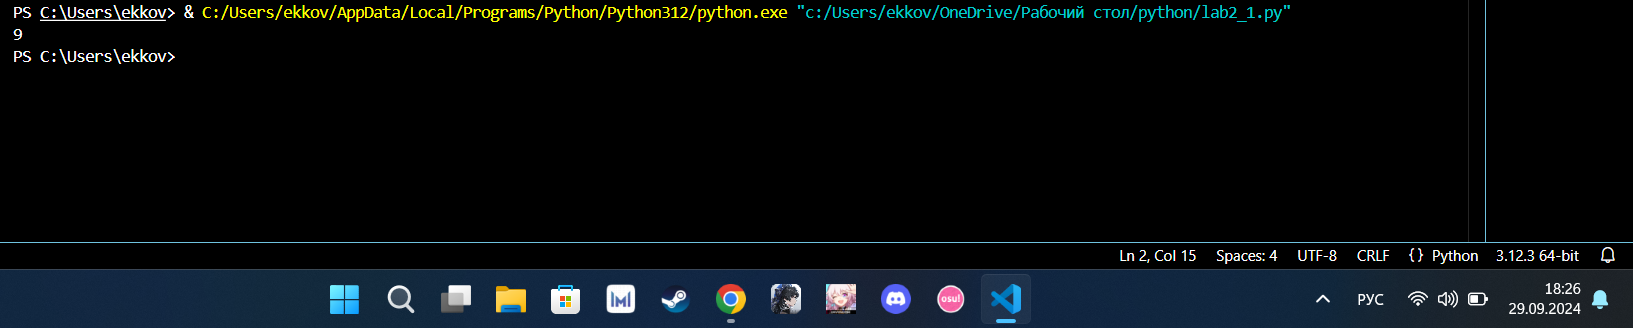 PS C:\Users\ekkov> & C:/Users/ekkov/AppData/Local/Programs/Python/Python312/python.exe "c:/Users/ekkov/OneDrive/Рабочий стол/python/lab2_1.py"
9
PS C:\Users\ekkov>
Ln 2, Col 15 Spaces: 4 UTF-8 CRLF {} Python 3.12.3 64-bit
osu!
РУС
18:26
29.09.2024